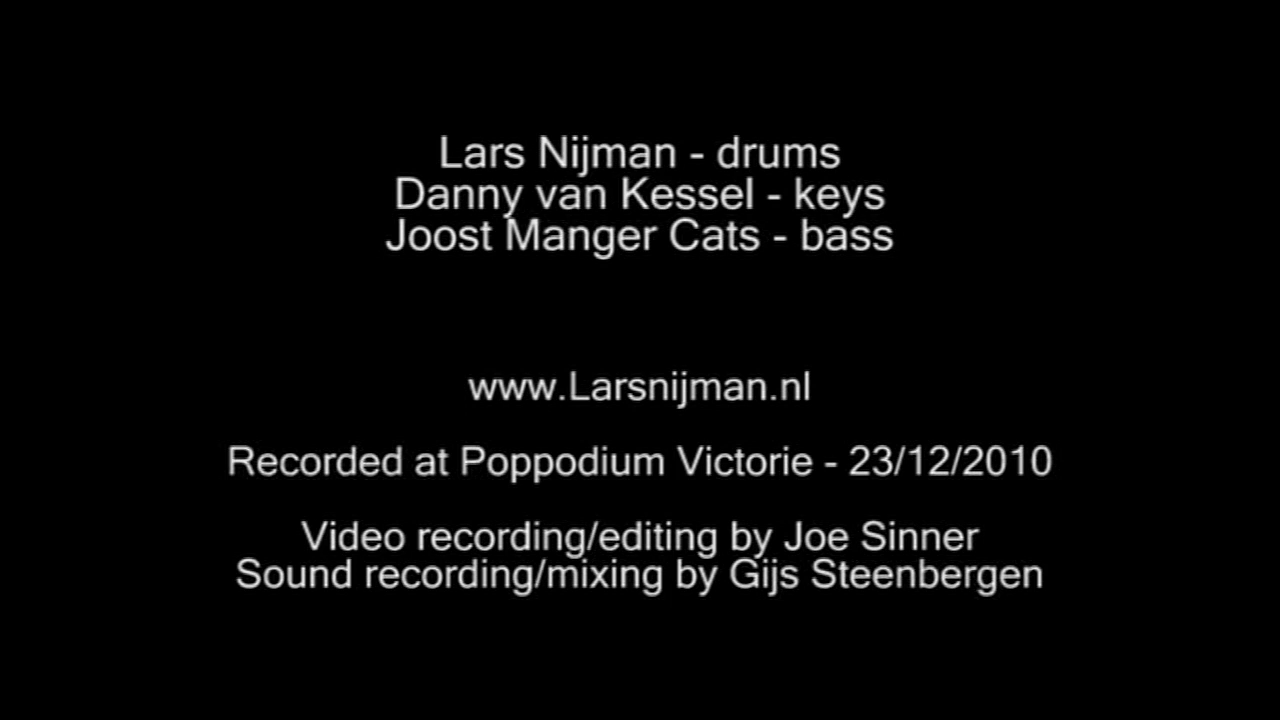 Lars Nijman - drums
Danny van Kessel - keys
Joost Manger Cats - bass
www.Larsnijman.nl
Recorded at Poppodium Victorie - 23/12/2010
Video recording/editing by Joe Sinner
Sound recording/mixing by Gijs Steenbergen